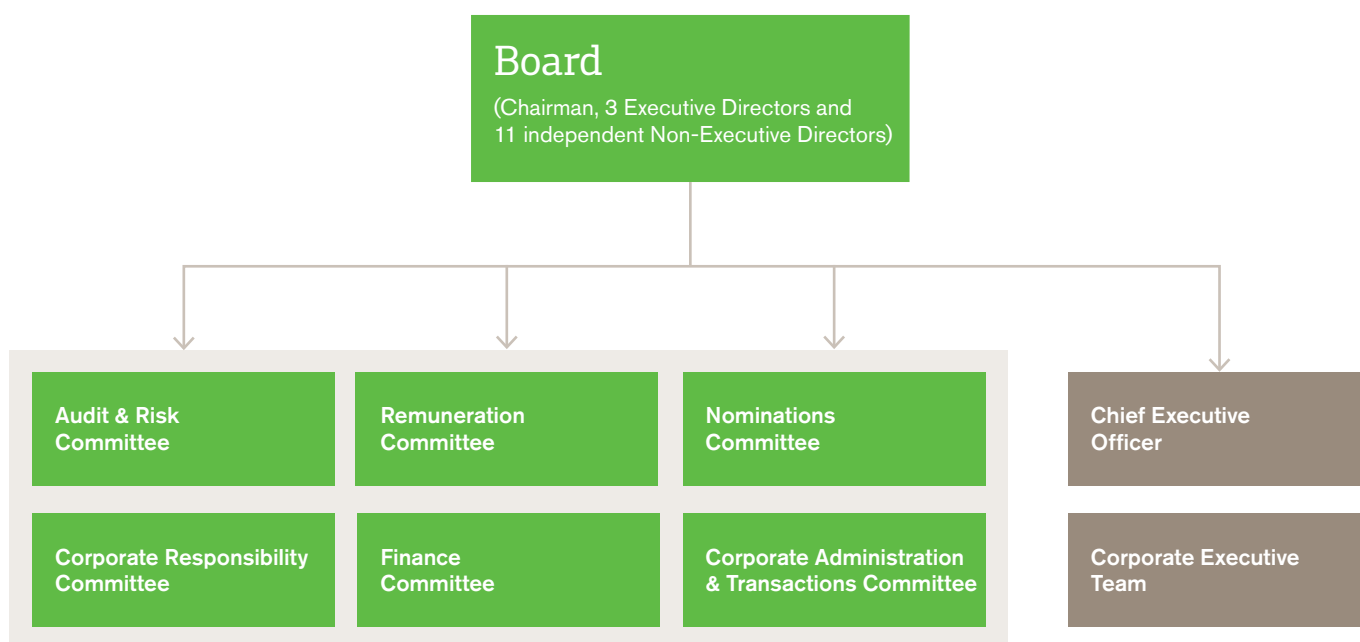 Board
(Chairman, 3 Executive Directors and
11 independent Non-Executive Directors)
Audit & Risk
Committee
Remuneration
Committee
Nominations
Committee
Chief Executive
Officer
Corporate Responsibility
Committee
Finance
Committee
Corporate Administration
& Transactions Committee
Corporate Executive
Team